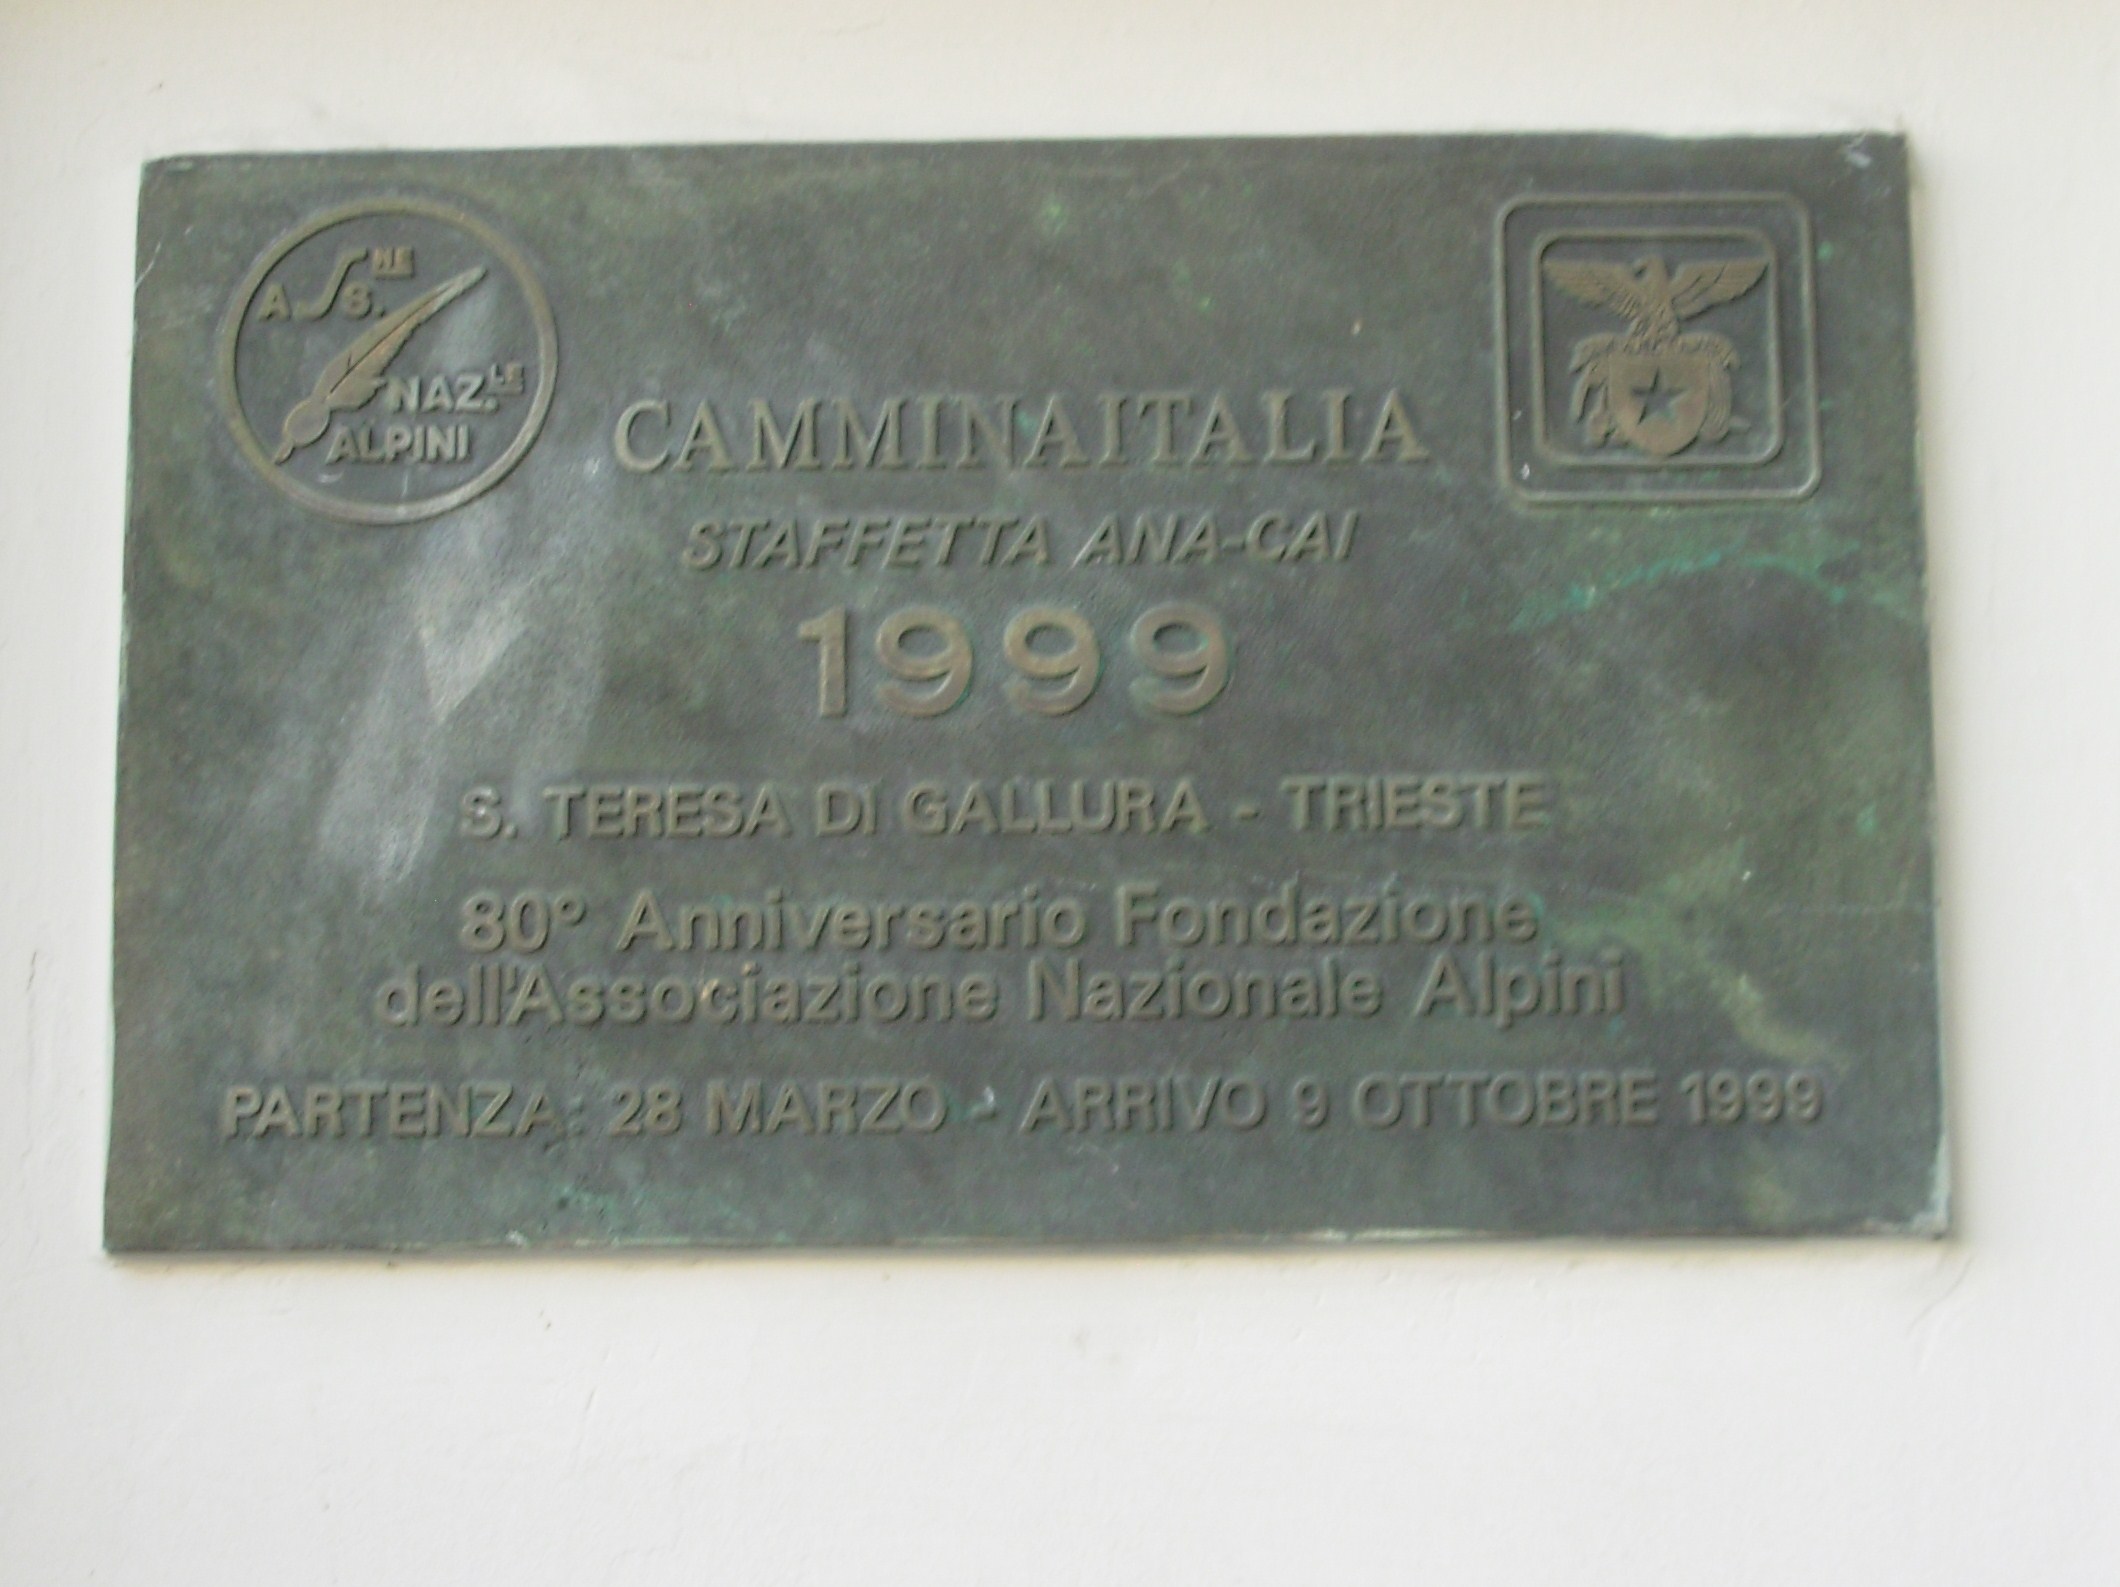 ASS.NE
NAZ.LE
ALPINI
CAMMINAITALIA
STAFFETTA ANA-CAI
1999
S. TERESA DI GALLURA - TRIESTE
80° Anniversario Fondazione
dell'Associazione Nazionale Alpini
PARTENZA: 28 MARZO - ARRIVO 9 OTTOBRE 1999